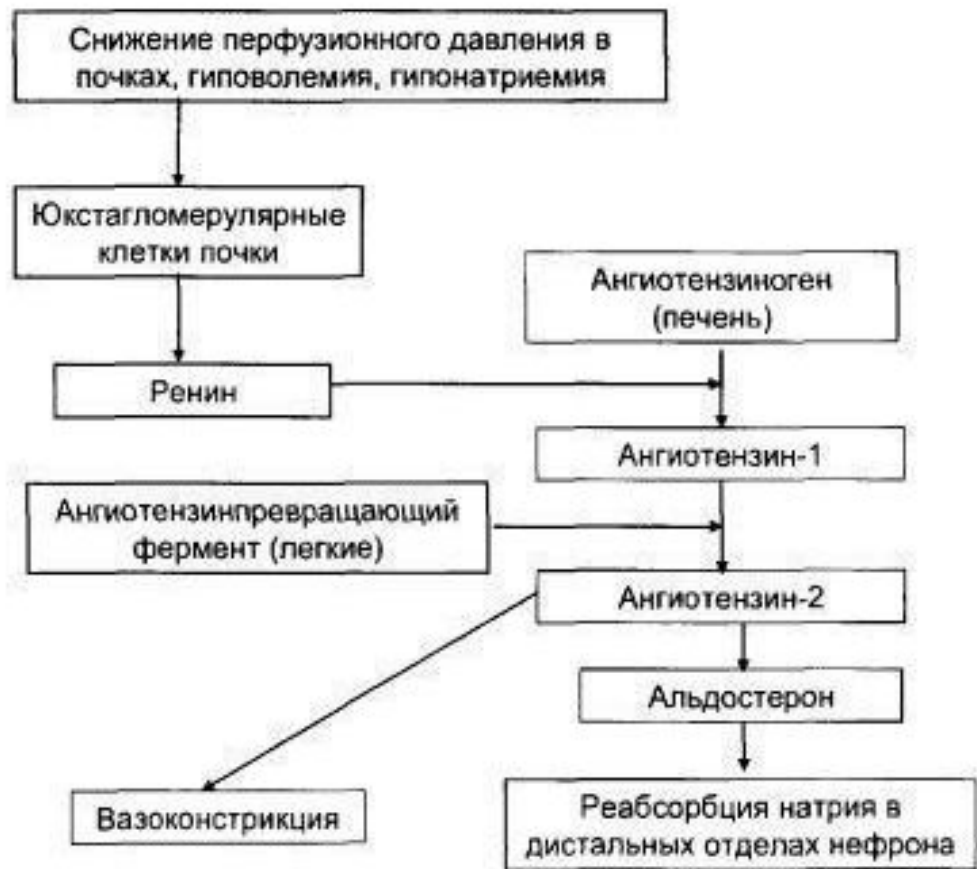 Снижение перфузионного давления в
почках, гиповолемия, гипонатриемия
Юкстагломерулярные
клетки почки
Ангиотензиноген
(печень)
Ренин
Ангиотензин-1
Ангиотензинпревращающий
фермент (легкие)
Ангиотензин-2
Альдостерон
Вазоконстрикция
Реабсорбция натрия в
дистальных отделах нефрона